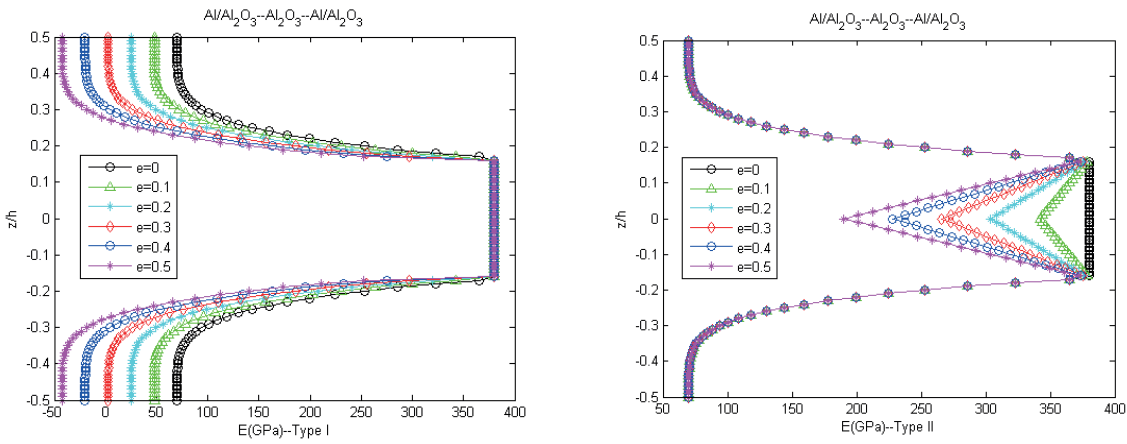 Al/Al2O3--Al2O3--Al/Al2O3
0.5
0.4
0.3
0.2
0.1
0
-0.1
-0.2
-0.3
0.4
-0.5
z/h
e=0
e=0.1
e=0.2
e=0.3
e=0.4
e=0.5
-50 0 50 100 150 200 250 300 350 400
E(GPa)--Type I
Al/Al2O3--Al2O3--Al/Al2O3
0.5
0.4
0.3
0.2
0.1
0
-0.1
-0.2
-0.3
0.4
-0.5
z/h
e=0
e=0.1
e=0.2
e=0.3
e=0.4
e=0.5
50 100 150 200 250 300 350 400
E(GPa)--Type II